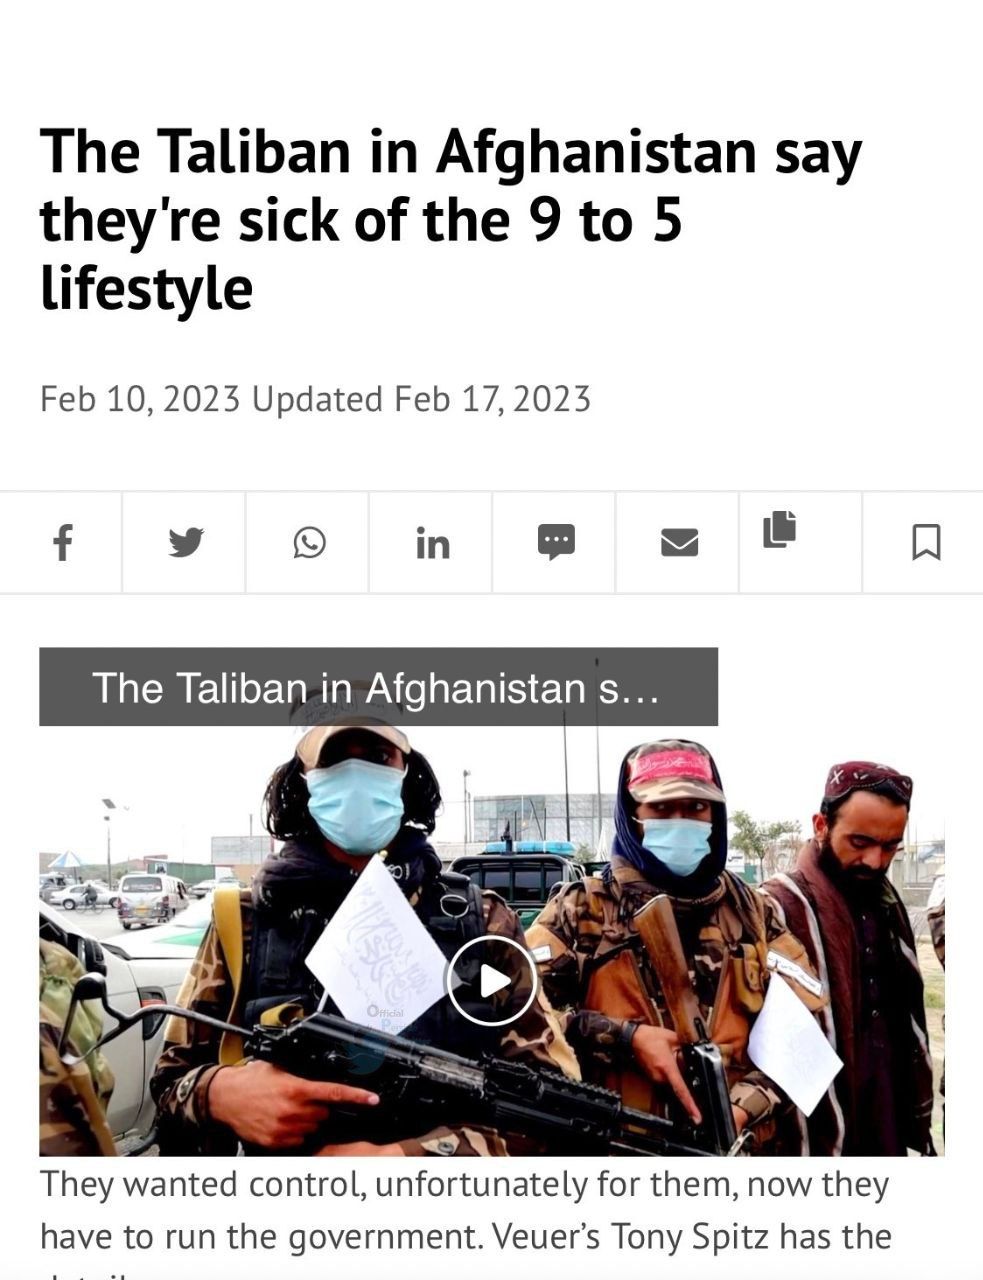 The Taliban in Afghanistan say
they're sick of the 9 to 5
lifestyle
Feb 10, 2023 Updated Feb 17, 2023
The Taliban in Afghanistan s...
Official
They wanted control, unfortunately for them, now they
have to run the government. Veuer’s Tony Spitz has the